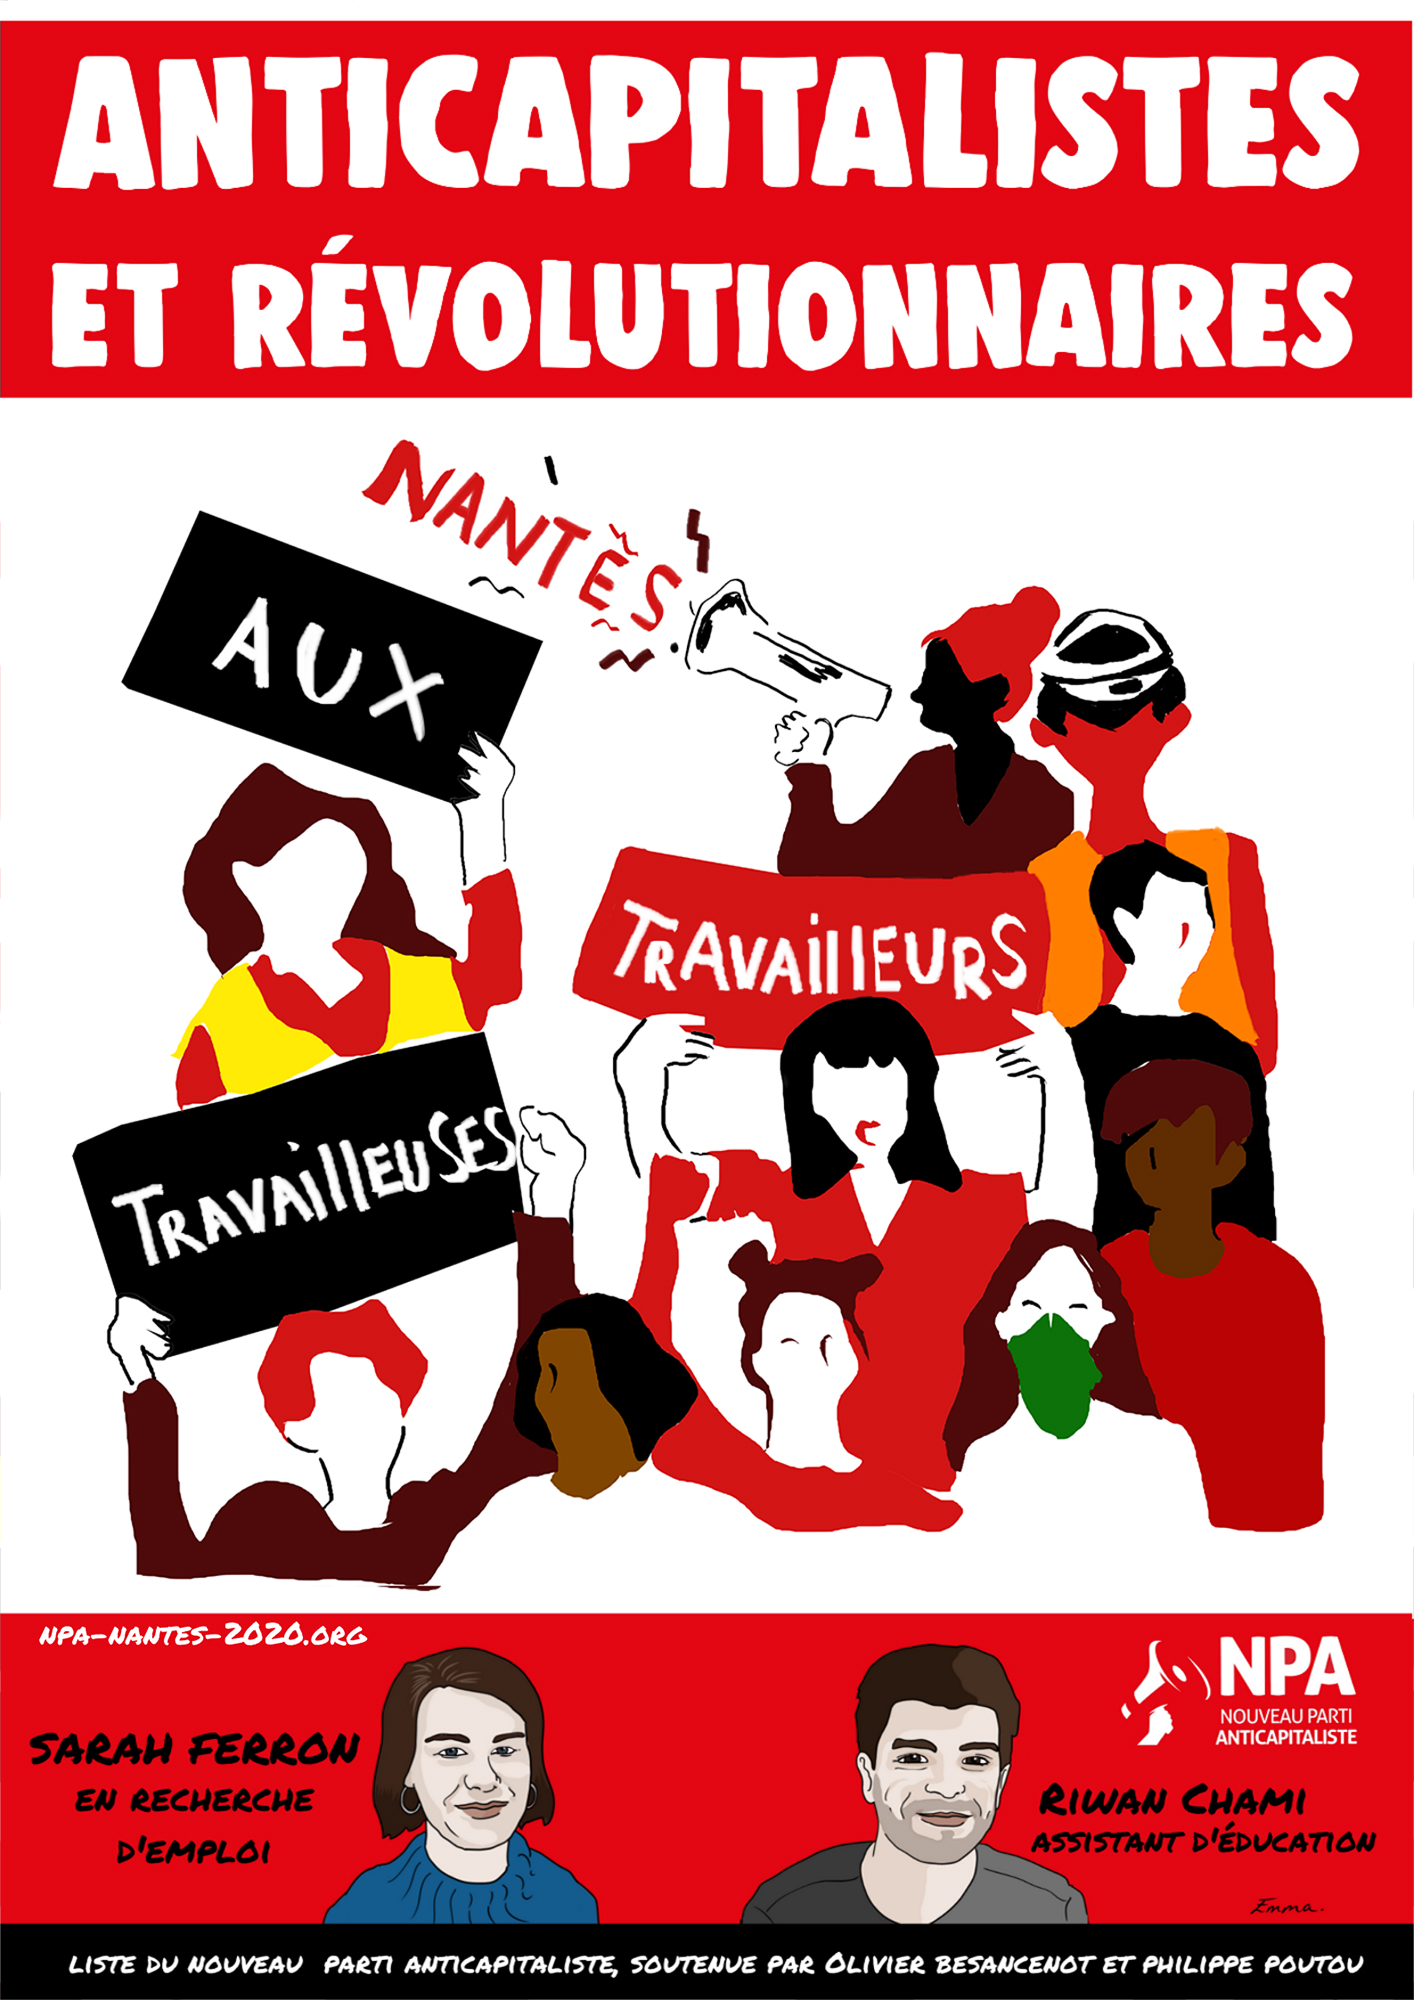 ANTICAPITALISTES
ET RÉVOLUTIONNAIRES
NANTES
AUX
TRAVAILLEURS
TRAVAILLEUSES
NPA-NANTES-2020.ORG
SARAH FERRON
EN RECHERCHE
D'EMPLOI
NPA
NOUVEAU PARTI
ANTICAPITALISTE
RIWAN CHAMI
ASSISTANT D'ÉDUCATION
Emma.
LISTE DU NOUVEAU PARTI ANTICAPITALISTE, SOUTENUE PAR OLIVIER BESANCENOT ET PHILIPPE POUTOU